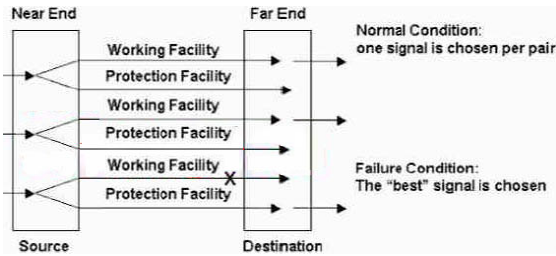 Near End
Far End
Normal Condition:
one signal is chosen per pair
Working Facility
Protection Facility
Working Facility
Protection Facility
Working Facility
X
Protection Facility
Failure Condition:
The "best" signal is chosen
Source
Destination